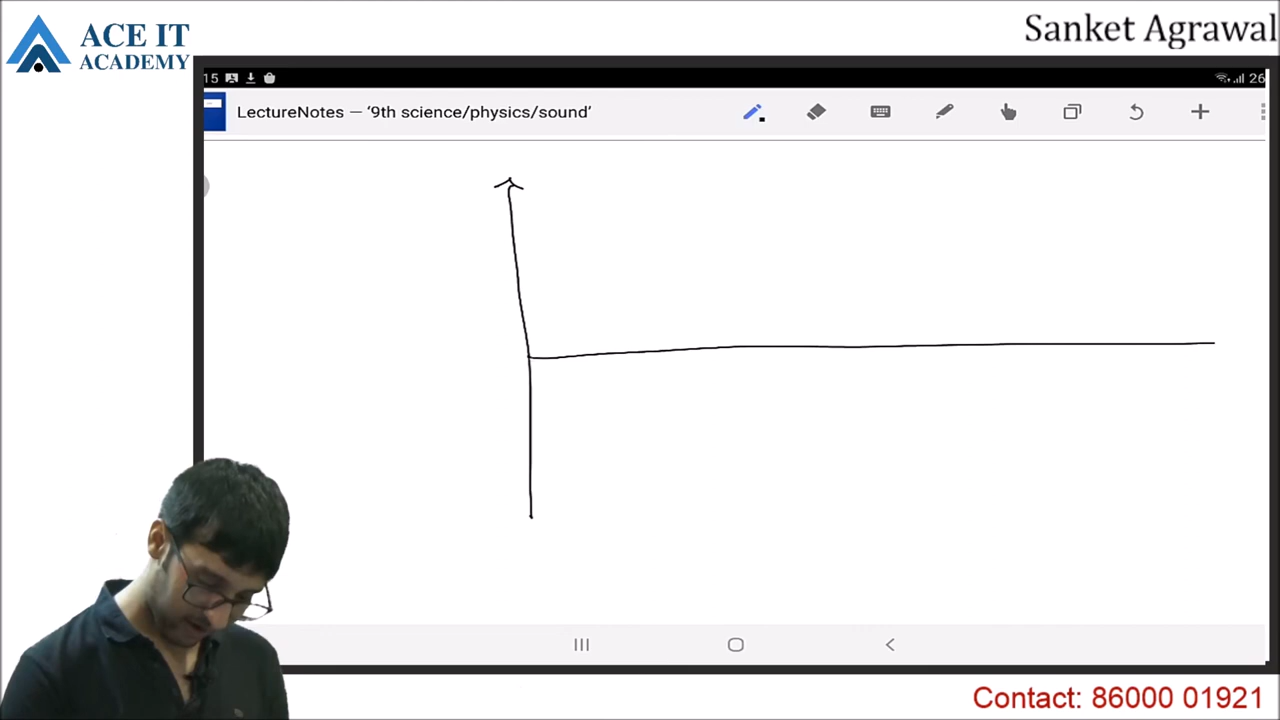 ACE IT
ACADEMY
Sanket Agrawal
15
26
LectureNotes — ‘9th science/physics/sound’
Contact: 86000 01921